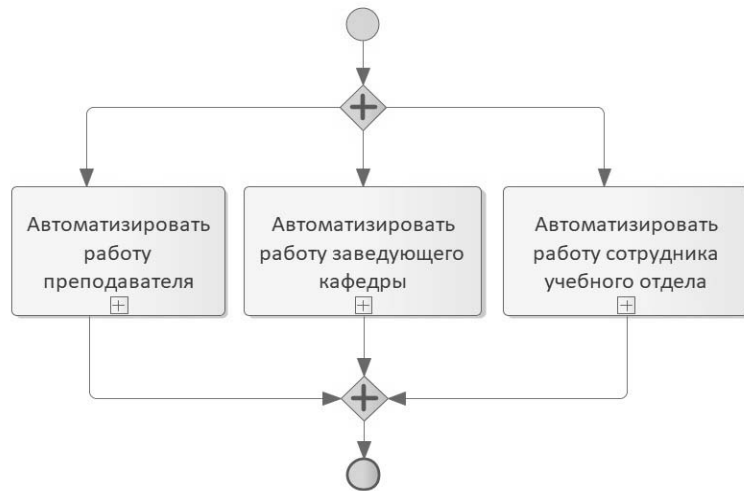 Автоматизировать
работу
преподавателя
Автоматизировать
работу заведующего
кафедры
Автоматизировать
работу сотрудника
учебного отдела